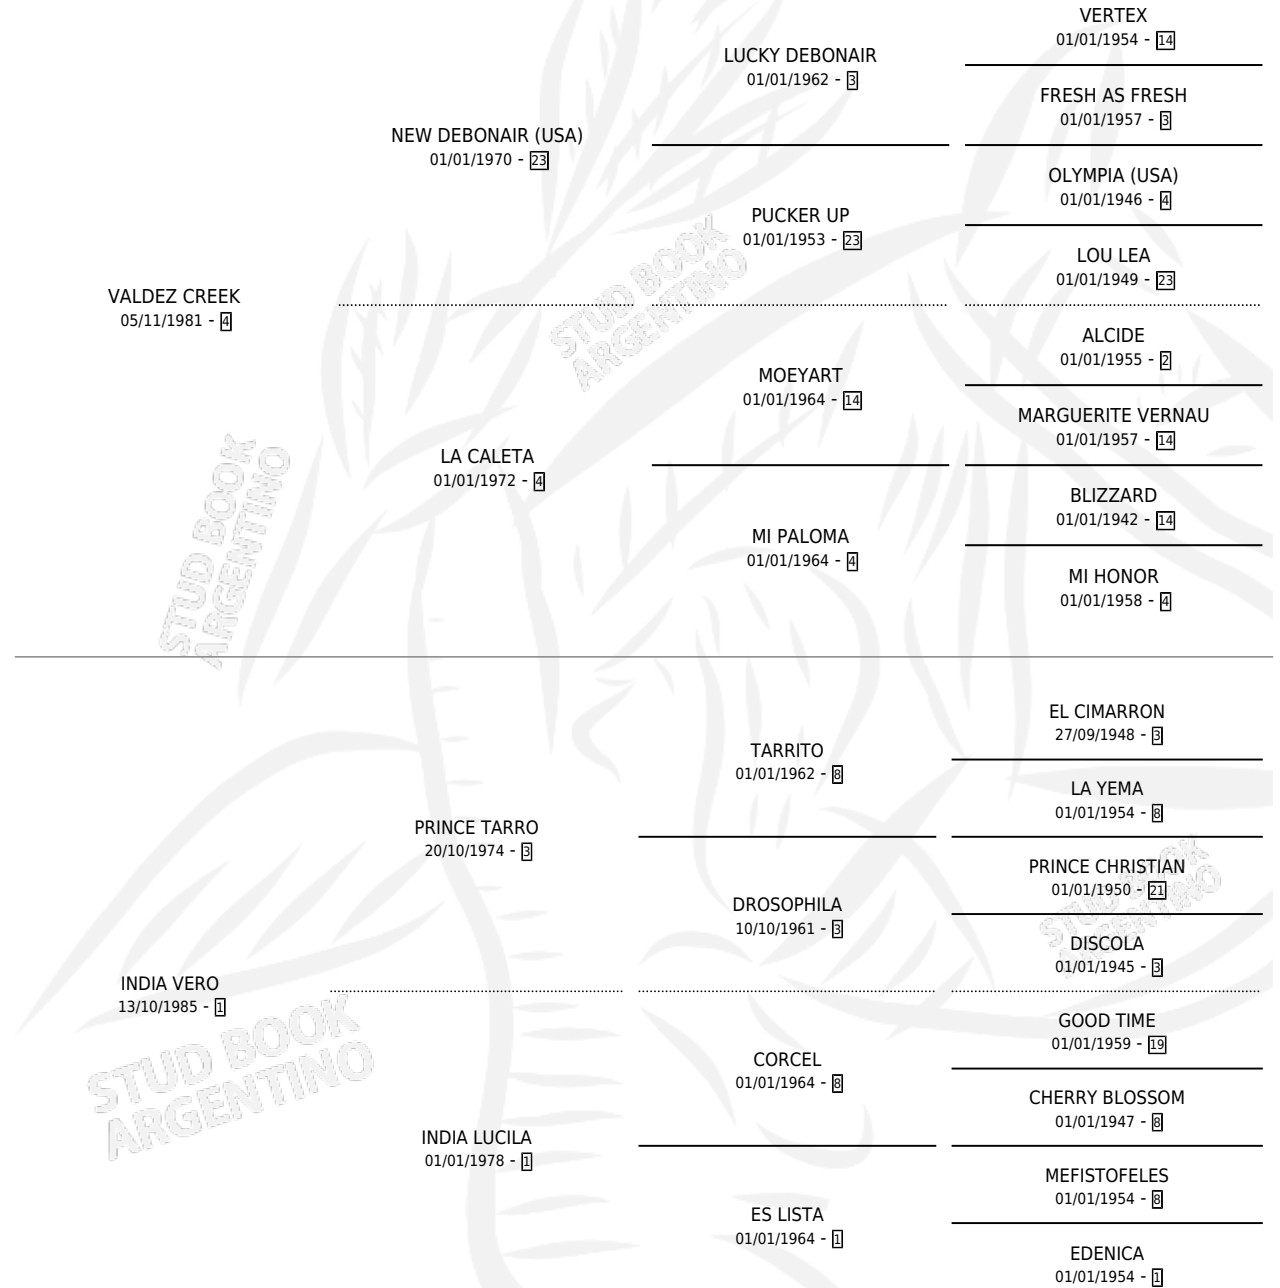 VERTEX
01/01/1954 - 14
LUCKY DEBONAIR
01/01/1962 - 3
FRESH AS FRESH
01/01/1957 - 3
NEW DEBONAIR (USA)
01/01/1970 - 23
OLYMPIA (USA)
01/01/1946 - 4
PUCKER UP
01/01/1953 - 23
LOU LEA
01/01/1949 - 23
VALDEZ CREEK
05/11/1981 - 4
STUD BOOK
ARGENTINO
ALCIDE
01/01/1955 - 2
MOEYART
01/01/1964 - 14
MARGUERITE VERNAU
01/01/1957 - 14
LA CALETA
01/01/1972 - 4
BLIZZARD
01/01/1942 - 14
MI PALOMA
01/01/1964 - 4
MI HONOR
01/01/1958 - 4
STUD BOOK
ARGENTINO
EL CIMARRON
27/09/1948 - 3
TARRITO
01/01/1962 - 8
LA YEMA
01/01/1954 - 8
PRINCE TARRO
20/10/1974 - 3
PRINCE CHRISTIAN
01/01/1950 - 21
DROSOPHILA
10/10/1961 - 3
DISCOLA
01/01/1945 - 3
STUD BOOK
ARGENTINO
INDIA VERO
13/10/1985 - 1
GOOD TIME
01/01/1959 - 19
CORCEL
01/01/1964 - 8
CHERRY BLOSSOM
01/01/1947 - 8
STUD BOOK
ARGENTINO
INDIA LUCILA
01/01/1978 - 1
MEFISTOFELES
01/01/1954 - 8
ES LISTA
01/01/1964 - 1
EDENICA
01/01/1954 - 1